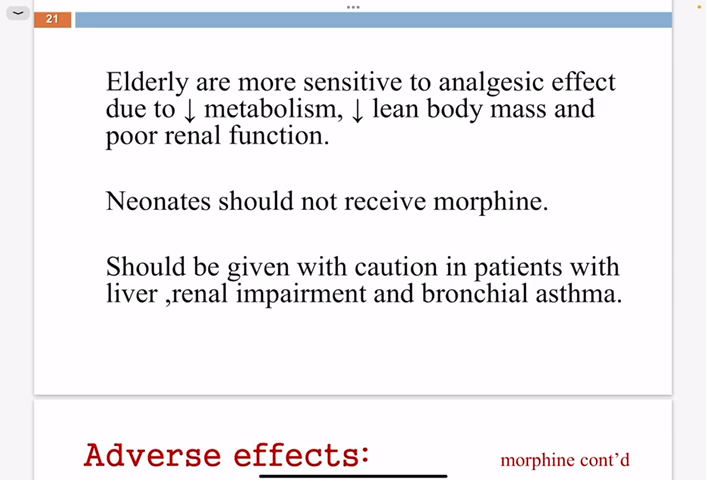 21
Elderly are more sensitive to analgesic effect
due to ↓ metabolism, ↓ lean body mass and
poor renal function.
Neonates should not receive morphine.
Should be given with caution in patients with
liver ,renal impairment and bronchial asthma.
Adverse effects:
morphine cont’d